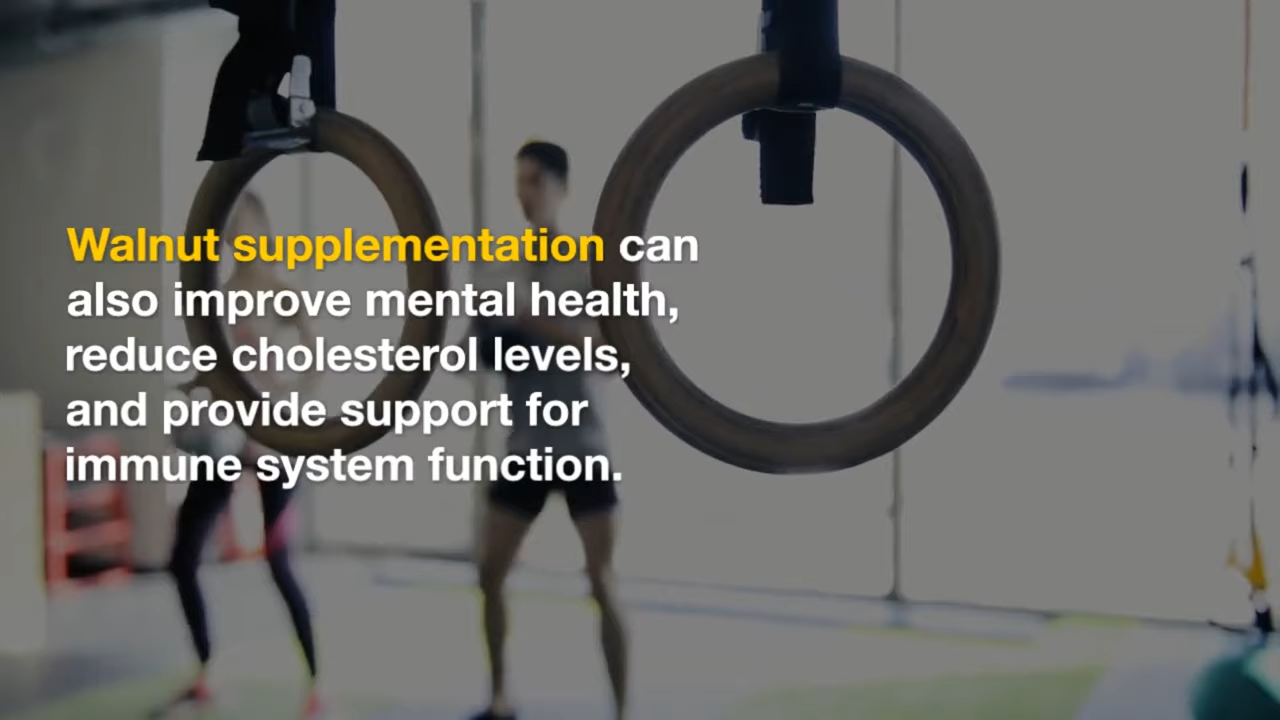 Walnut supplementation can
also improve mental health,
reduce cholesterol levels,
and provide support for
immune system function.